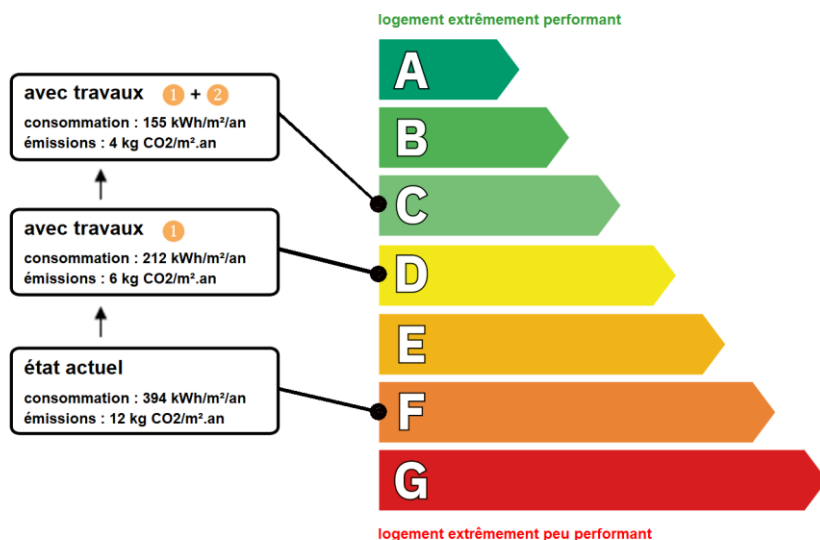 logement extrêmement performant
avec travaux 1 + 2
consommation : 155 kWh/m²/an
émissions : 4 kg CO2/m².an
avec travaux 1
consommation : 212 kWh/m²/an
émissions : 6 kg CO2/m².an
état actuel
consommation : 394 kWh/m²/an
émissions : 12 kg CO2/m².an
A
B
C
D
E
F
G
logement extrêmement peu performant